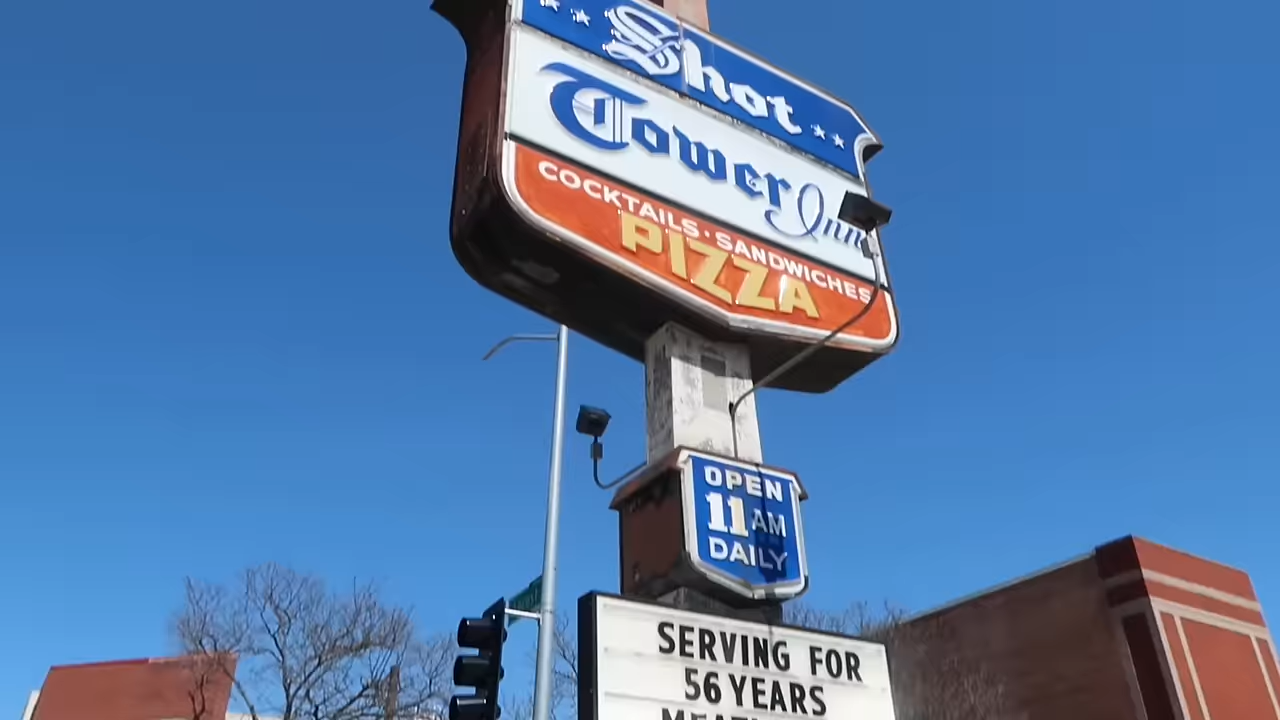 Shot
Tower Inn
COCKTAILS · SANDWICHES
PIZZA
OPEN
11 AM
DAILY
SERVING FOR
56 YEARS